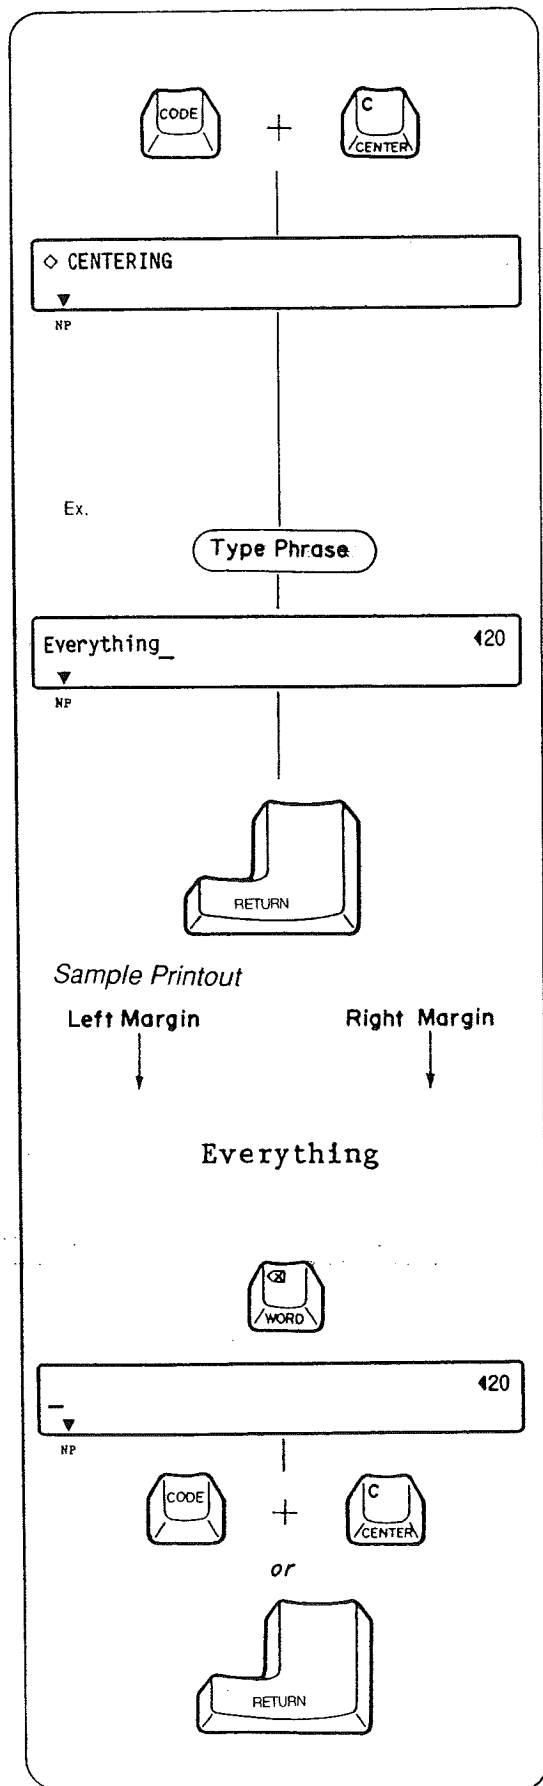 CODE + C
CENTER
◇ CENTERING
▼
NP
Ex.
Type Phrase
Everything_ ◀20
▼
NP
RETURN
Sample Printout
Left Margin Right Margin
Everything
⌫
WORD
◀20
_
▼
NP
CODE + C
CENTER
or
RETURN